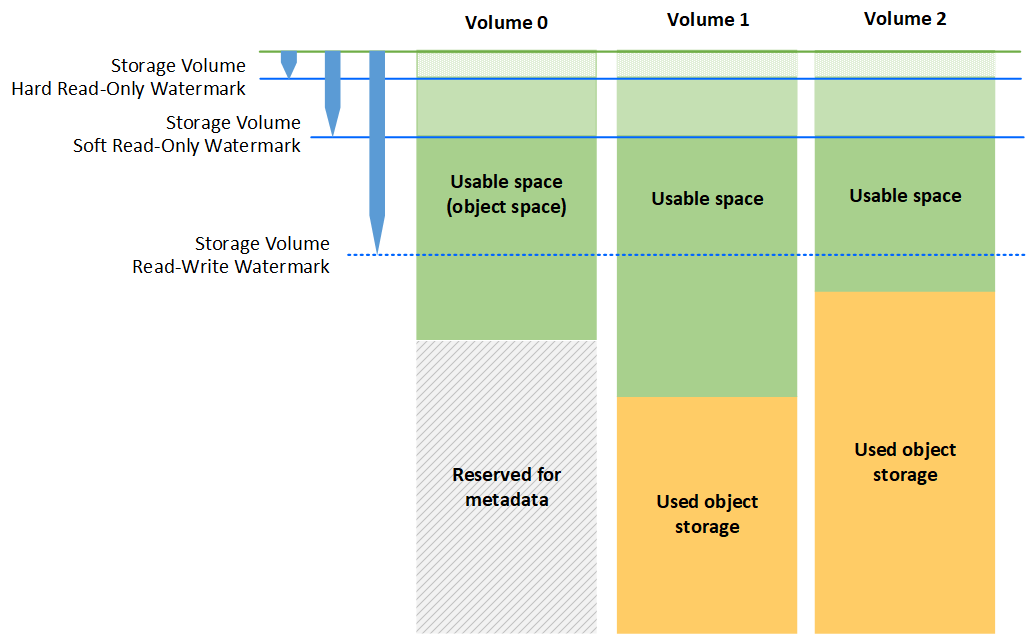 Volume 0
Volume 1
Volume 2
Storage Volume
Hard Read-Only Watermark
Storage Volume
Soft Read-Only Watermark
Usable space
(object space)
Usable space
Usable space
Storage Volume
Read-Write Watermark
Reserved for
metadata
Used object
storage
Used object
storage